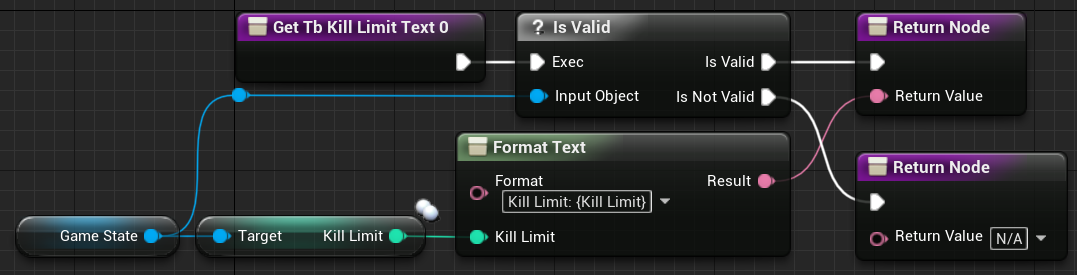 Get Tb Kill Limit Text 0
? Is Valid
Return Node
Exec
Is Valid
Input Object
Is Not Valid
Return Value
Format Text
Format
Result
Kill Limit: {Kill Limit}
Return Node
Game State
Target
Kill Limit
Kill Limit
Return Value
N/A